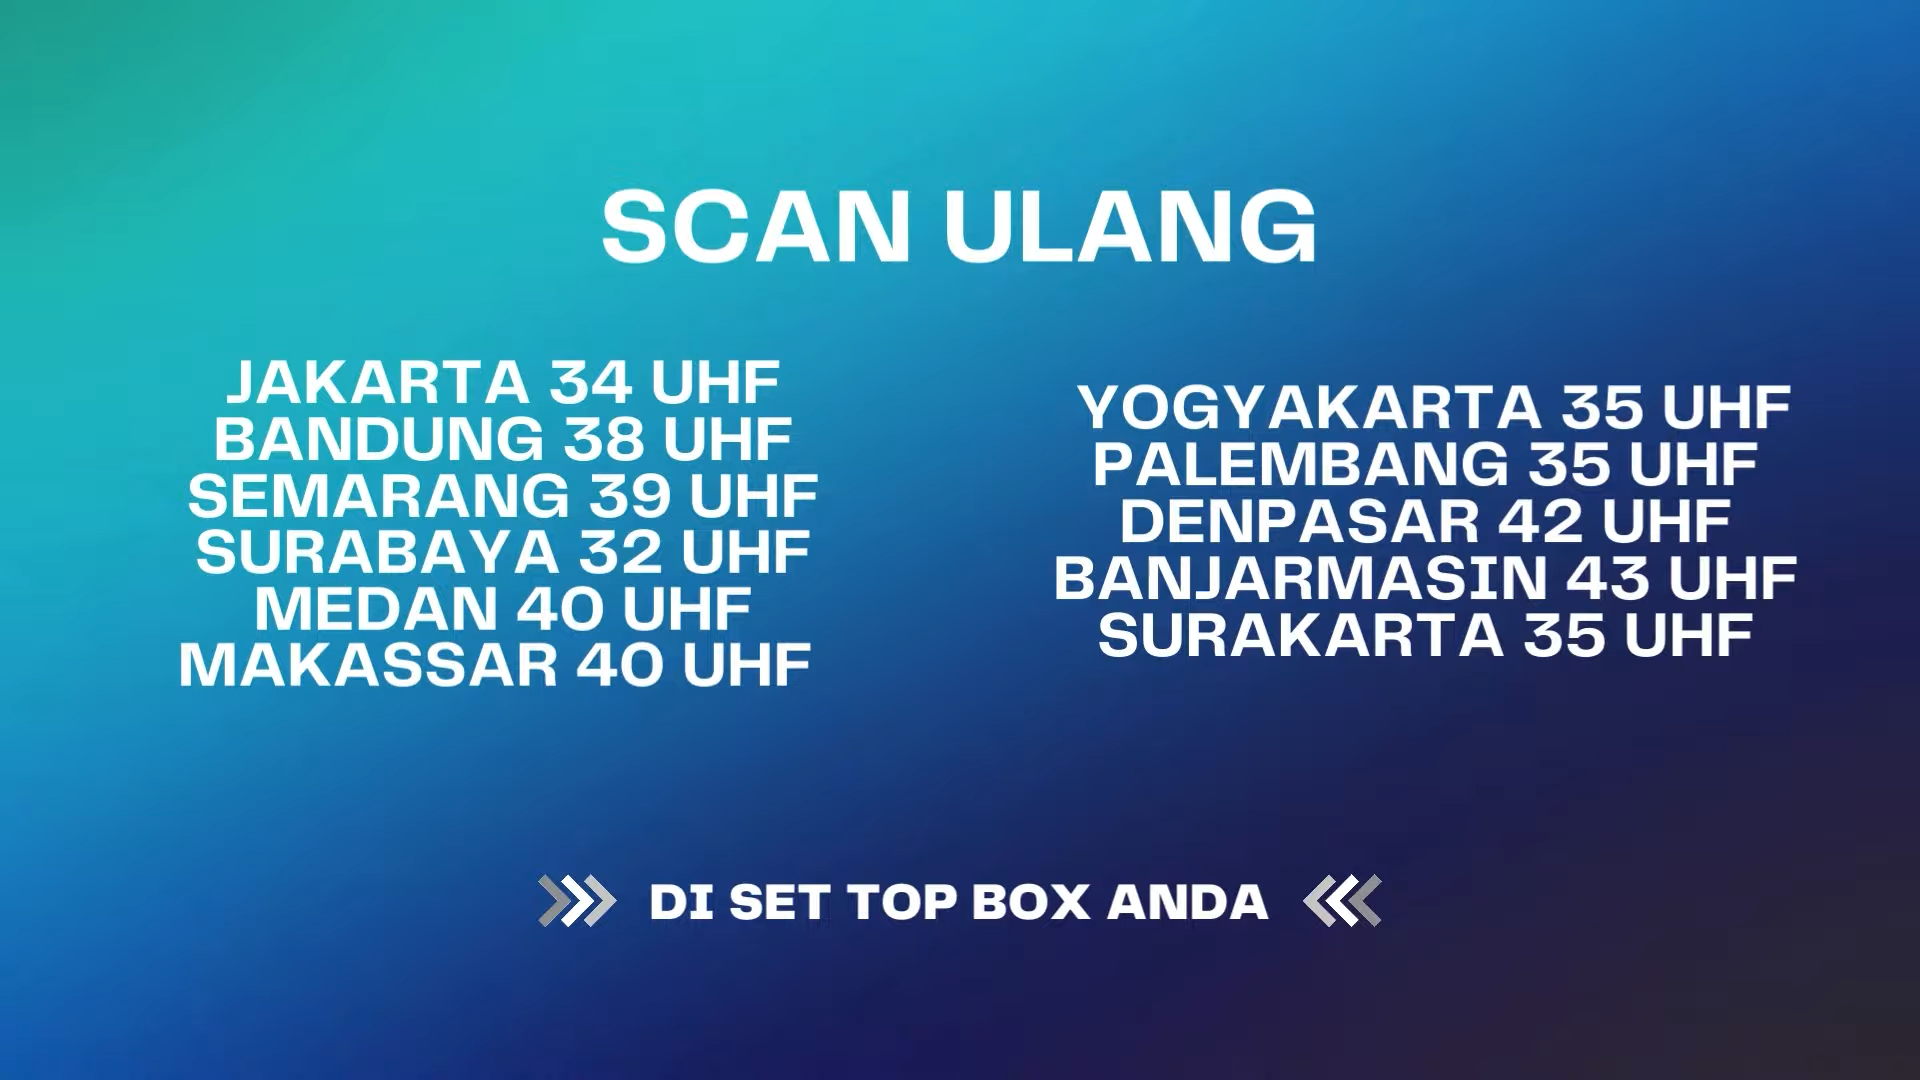 SCAN ULANG
JAKARTA 34 UHF
BANDUNG 38 UHF
SEMARANG 39 UHF
SURABAYA 32 UHF
MEDAN 40 UHF
MAKASSAR 40 UHF
YOGYAKARTA 35 UHF
PALEMBANG 35 UHF
DENPASAR 42 UHF
BANJARMASIN 43 UHF
SURAKARTA 35 UHF
DI SET TOP BOX ANDA